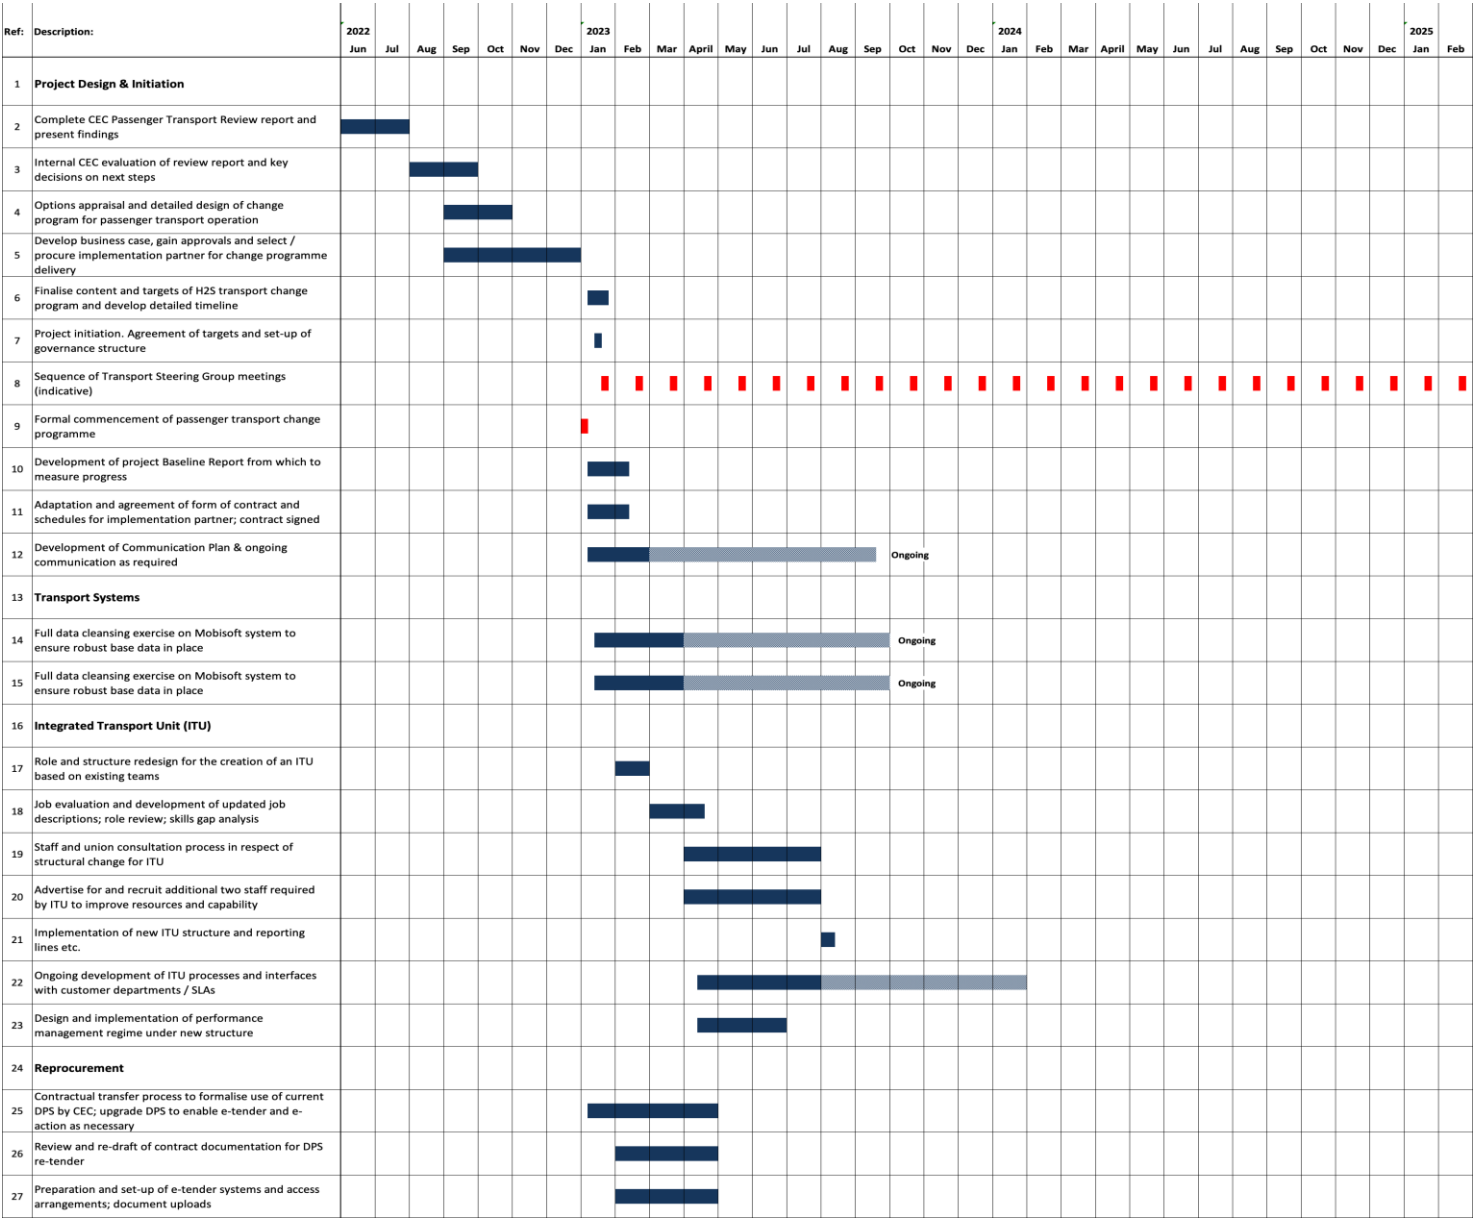 2022 2023 2024 2025
Ref: Description:
Jun Jul Aug Sep Oct Nov Dec Jan Feb Mar April May Jun Jul Aug Sep Oct Nov Dec Jan Feb Mar April May Jun Jul Aug Sep Oct Nov Dec Jan Feb
1 Project Design & Initiation
2 Complete CEC Passenger Transport Review report and
present findings
3 Internal CEC evaluation of review report and key
decisions on next steps
4 Options appraisal and detailed design of change
program for passenger transport operation
5 Develop business case, gain approvals and select /
procure implementation partner for change programme
delivery
6 Finalise content and targets of H2S transport change
program and develop detailed timeline
7 Project initiation. Agreement of targets and set-up of
governance structure
8 Sequence of Transport Steering Group meetings
(indicative)
9 Formal commencement of passenger transport change
programme
10 Development of project Baseline Report from which to
measure progress
11 Adaptation and agreement of form of contract and
schedules for implementation partner; contract signed
12 Development of Communication Plan & ongoing
communication as required
Ongoing
13 Transport Systems
14 Full data cleansing exercise on Mobisoft system to
ensure robust base data in place
Ongoing
15 Full data cleansing exercise on Mobisoft system to
ensure robust base data in place
Ongoing
16 Integrated Transport Unit (ITU)
17 Role and structure redesign for the creation of an ITU
based on existing teams
18 Job evaluation and development of updated job
descriptions; role review; skills gap analysis
19 Staff and union consultation process in respect of
structural change for ITU
20 Advertise for and recruit additional two staff required
by ITU to improve resources and capability
21 Implementation of new ITU structure and reporting
lines etc.
22 Ongoing development of ITU processes and interfaces
with customer departments / SLAs
23 Design and implementation of performance
management regime under new structure
24 Reprocurement
25 Contractual transfer process to formalise use of current
DPS by CEC; upgrade DPS to enable e-tender and e-
action as necessary
26 Review and re-draft of contract documentation for DPS
re-tender
27 Preparation and set-up of e-tender systems and access
arrangements; document uploads